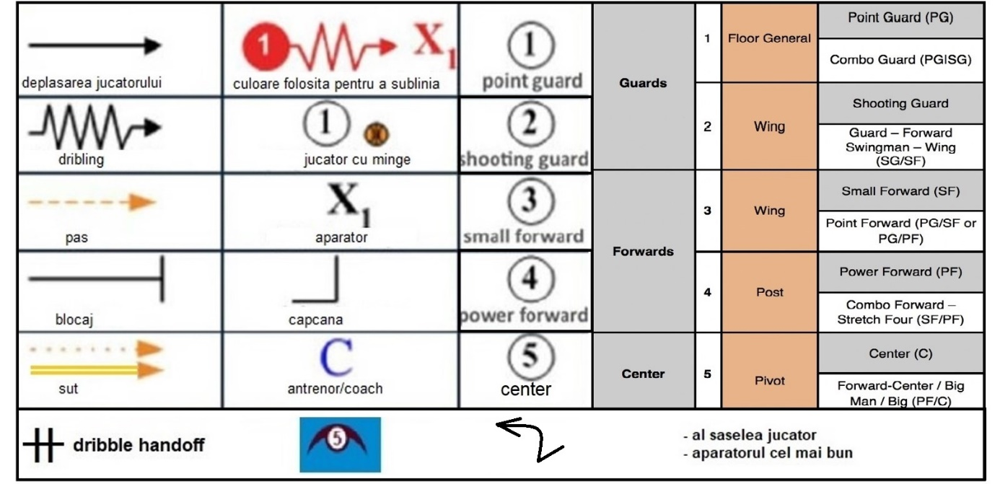 deplasarea jucatorului
1
X1
culoare folosita pentru a sublinia
1
point guard
dribling
1
jucator cu minge
2
shooting guard
pas
X1
aparator
3
small forward
blocaj
capcana
4
power forward
sut
C
antrenor/coach
5
center
Guards
1
Floor General
Point Guard (PG)
Combo Guard (PG|SG)
2
Wing
Shooting Guard
Guard – Forward
Swingman – Wing
(SG/SF)
Forwards
3
Wing
Small Forward (SF)
Point Forward (PG/SF or
PG/PF)
4
Post
Power Forward (PF)
Combo Forward –
Stretch Four (SF/PF)
Center
5
Pivot
Center (C)
Forward-Center / Big
Man / Big (PF/C)
dribble handoff
5
- al saselea jucator
- aparatorul cel mai bun